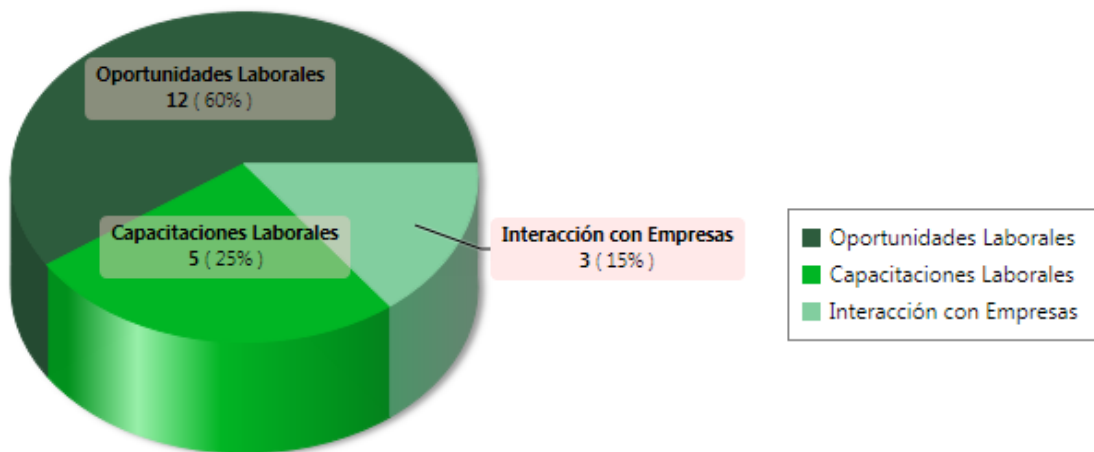 Oportunidades Laborales
12 ( 60% )
Capacitaciones Laborales
5 ( 25% )
Interacción con Empresas
3 ( 15% )
Oportunidades Laborales
Capacitaciones Laborales
Interacción con Empresas